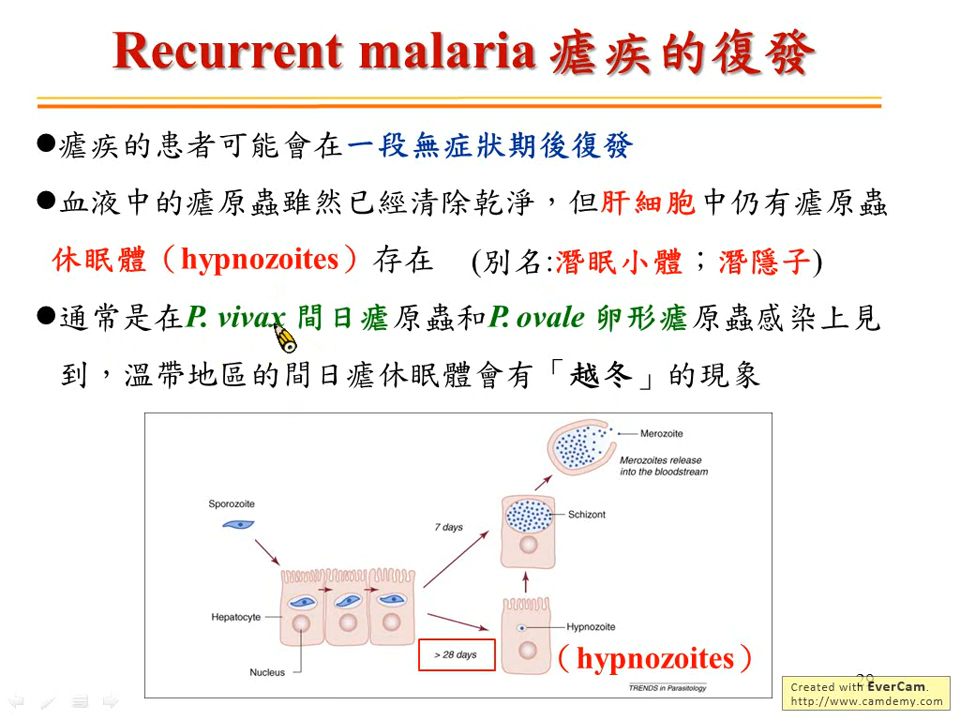 Recurrent malaria 瘧疾的復發
●瘧疾的患者可能會在一段無症狀期後復發
●血液中的瘧原蟲雖然已經清除乾淨，但肝細胞中仍有瘧原蟲
休眠體（hypnozoites）存在 (別名:潛眠小體；潛隱子)
●通常是在P. vivax 間日瘧原蟲和P. ovale 卵形瘧原蟲感染上見
到，溫帶地區的間日瘧休眠體會有「越冬」的現象
Merozoite
Merozoites release
into the bloodstream
Sporozoite
Schizont
7 days
Hepatocyte
Hypnozoite
> 28 days
（hypnozoites）
Nucleus
TRENDS in Parasitology
Created with EverCam.
http://www.camdemy.com